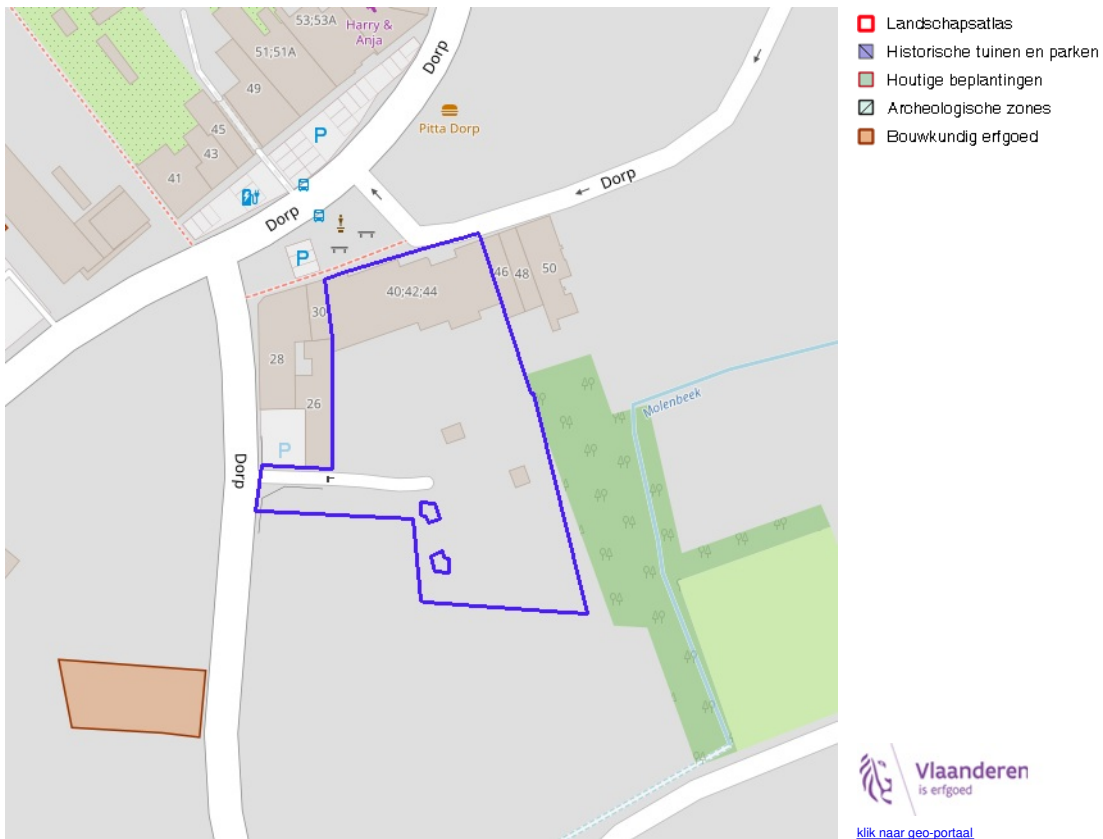 53;53A
Harry &
Anja
51;51A
49
45
43
41
P
Dorp
Pitta Dorp
Dorp
Dorp
P
40;42;44
46
48
50
30
28
26
P
Dorp
Molenbeek
Landschapsatlas
Historische tuinen en parken
Houtige beplantingen
Archeologische zones
Bouwkundig erfgoed
Vlaanderen
is erfgoed
klik naar geo-portaal